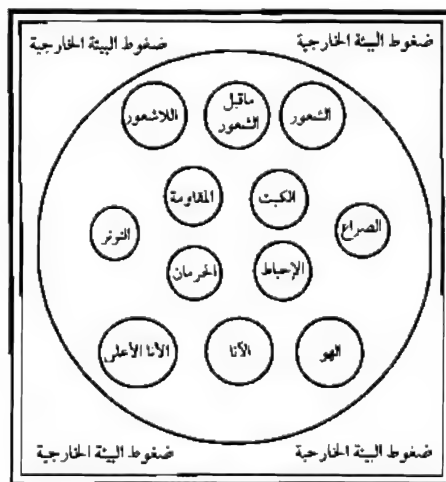 ضغوط البيئة الخارجية
ضغوط البيئة الخارجية
الشعور
ماقبل
الشعور
اللاشعور
الكبت
المقاومة
الصراع
التوتر
الإحباط
الحرمان
الهو
الأنا
الأنا الأعلى
ضغوط البيئة الخارجية
ضغوط البيئة الخارجية